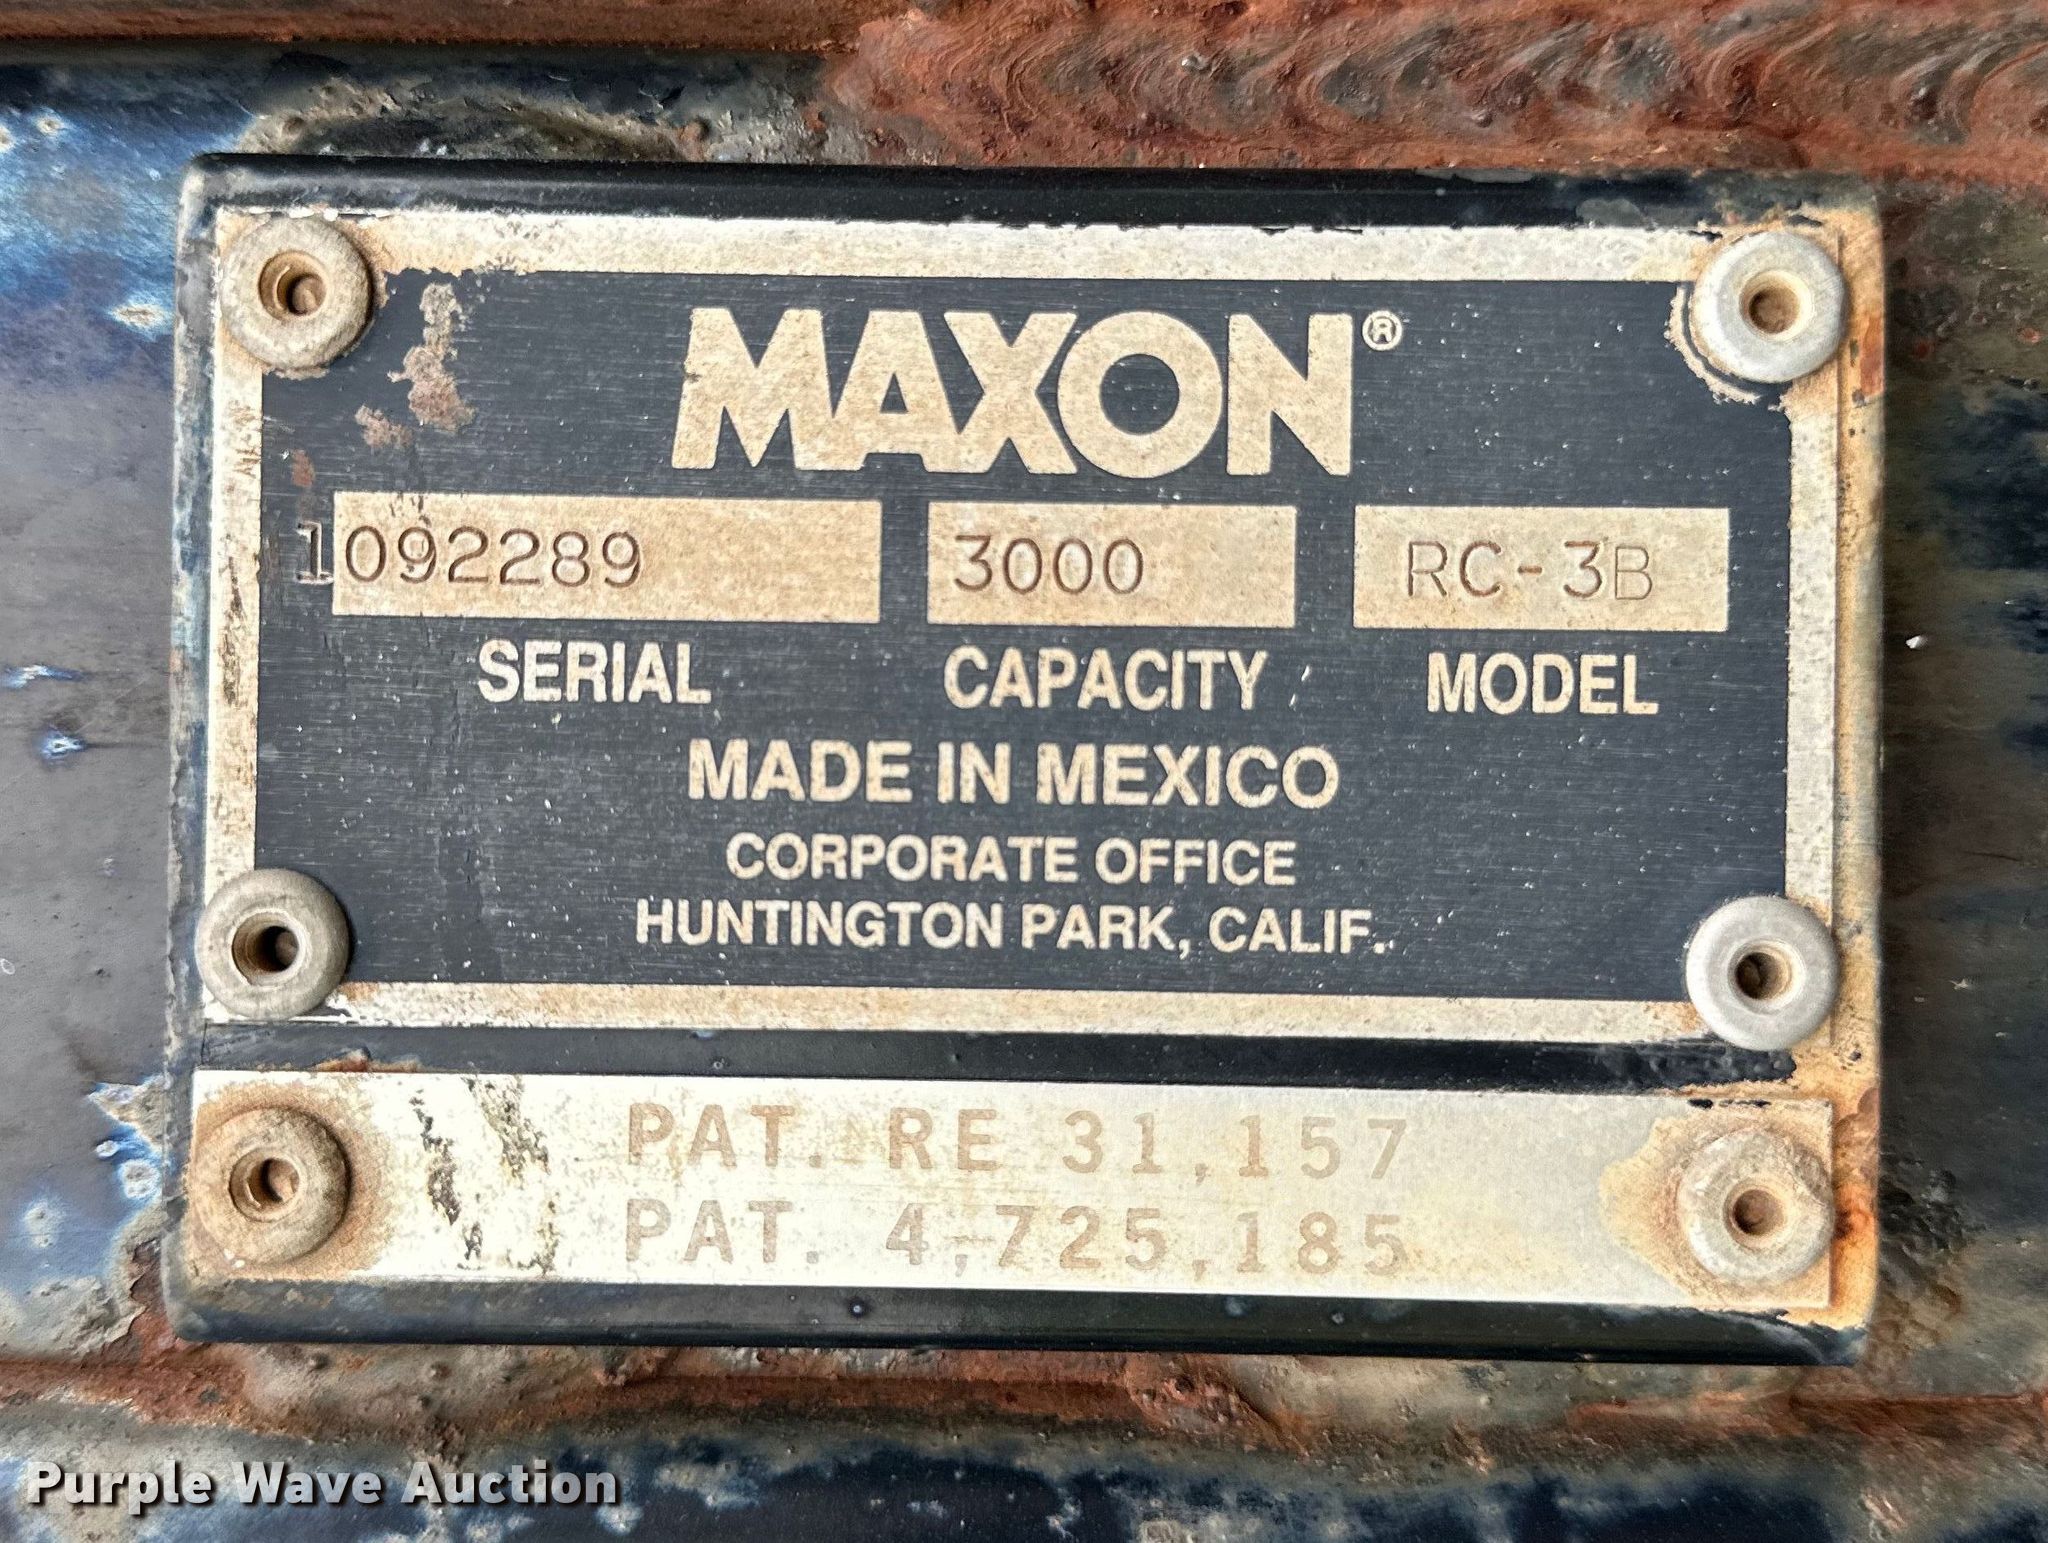 MAXON®
1092289 3000 RC-3B
SERIAL CAPACITY MODEL
MADE IN MEXICO
CORPORATE OFFICE
HUNTINGTON PARK, CALIF.
PAT. RE 31,157
PAT. 4,725,185
Purple Wave Auction